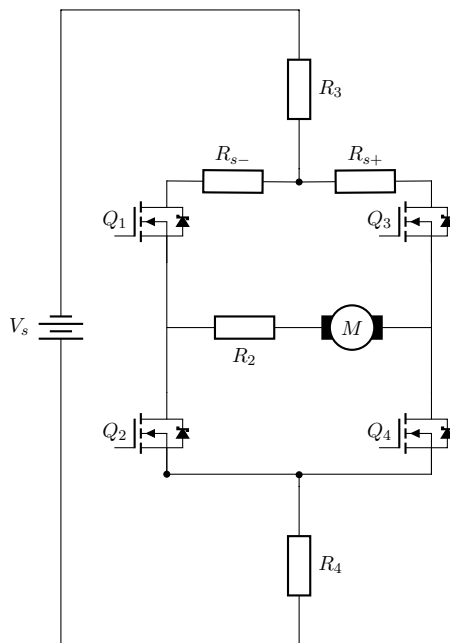 R₃
Rₛ₋ Rₛ₊
Q₁ Q₃
Vₛ R₂ M
Q₂ Q₄
R₄